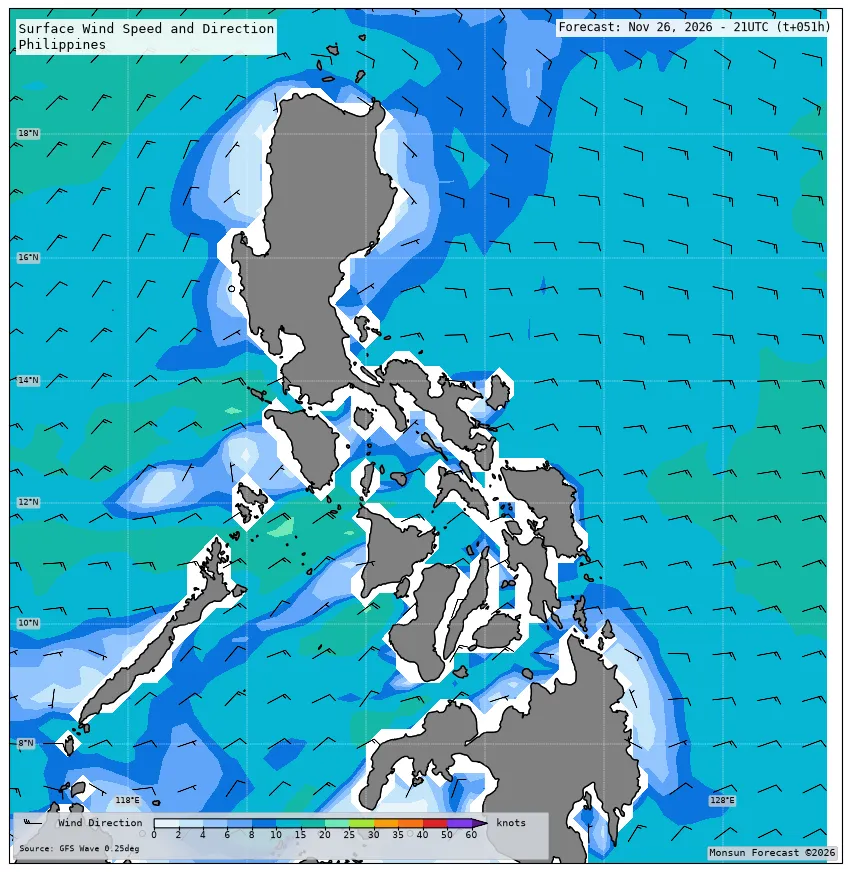 Surface Wind Speed and Direction
Philippines
Forecast: Nov 26, 2026 - 21UTC (t+051h)
18°N
16°N
14°N
12°N
10°N
8°N
118°E
128°E
Wind Direction
0 2 4 6 8 10 15 20 25 30 35 40 50 60
knots
Source: GFS Wave 0.25deg
Monsun Forecast ©2026